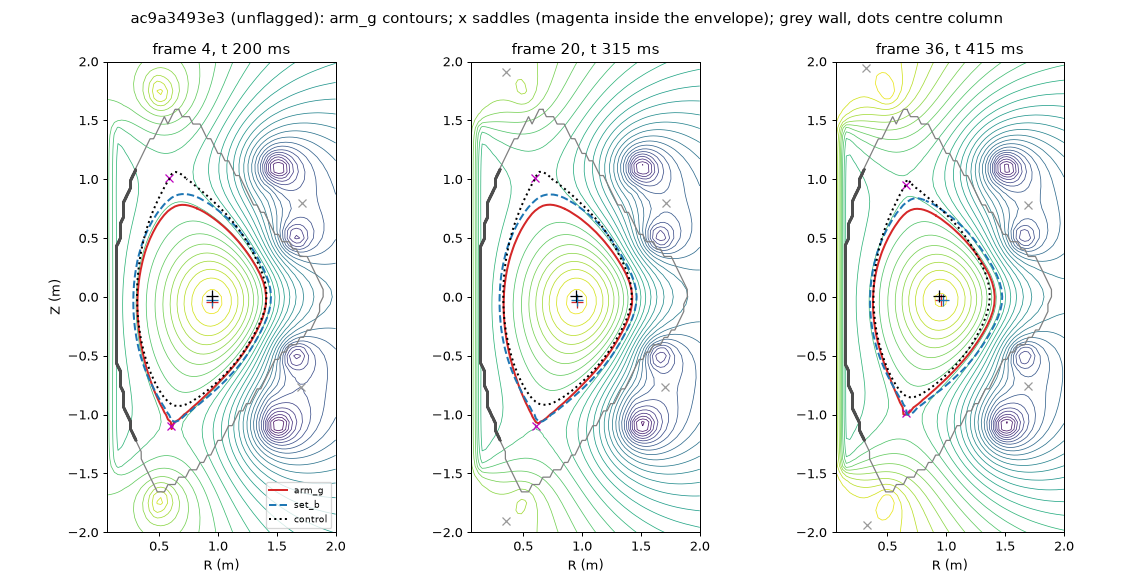 ac9a3493e3 (unflagged): arm_g contours; x saddles (magenta inside the envelope); grey wall, dots centre column
frame 4, t 200 ms
frame 20, t 315 ms
frame 36, t 415 ms
Z (m)
2.0
1.5
1.0
0.5
0.0
−0.5
−1.0
−1.5
−2.0
2.0
1.5
1.0
0.5
0.0
−0.5
−1.0
−1.5
−2.0
2.0
1.5
1.0
0.5
0.0
−0.5
−1.0
−1.5
−2.0
arm_g
set_b
control
0.5 1.0 1.5 2.0
0.5 1.0 1.5 2.0
0.5 1.0 1.5 2.0
R (m)
R (m)
R (m)